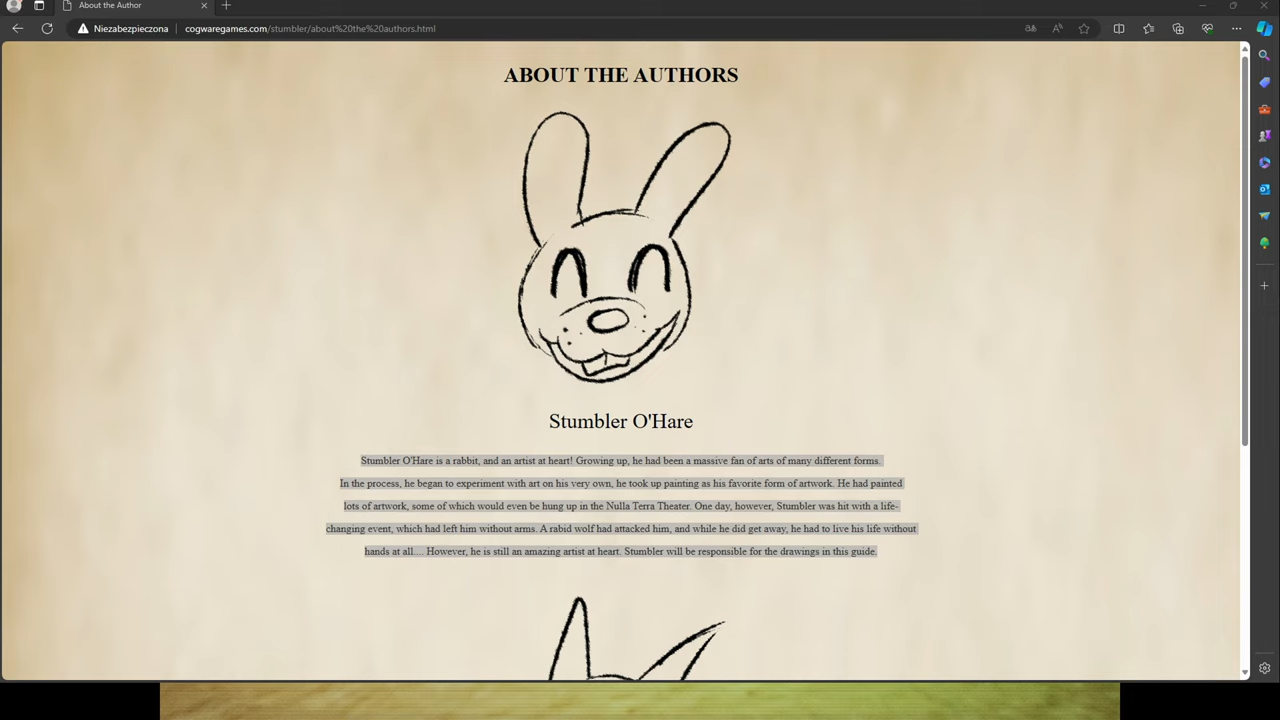 About the Author
Niezabezpieczona
cogwaregames.com/stumbler/about%20the%20authors.html
ABOUT THE AUTHORS
Stumbler O'Hare
Stumbler O'Hare is a rabbit, and an artist at heart! Growing up, he had been a massive fan of arts of many different forms.
In the process, he began to experiment with art on his very own, he took up painting as his favorite form of artwork. He had painted
lots of artwork, some of which would even be hung up in the Nulla Terra Theater. One day, however, Stumbler was hit with a life-
changing event, which had left him without arms. A rabid wolf had attacked him, and while he did get away, he had to live his life without
hands at all.... However, he is still an amazing artist at heart. Stumbler will be responsible for the drawings in this guide.